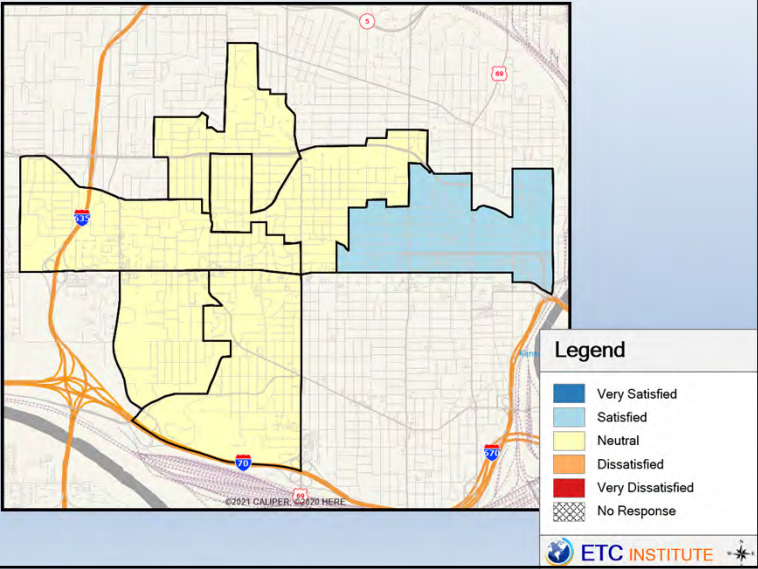 5
69
635
Legend
Very Satisfied
Satisfied
Neutral
Dissatisfied
Very Dissatisfied
No Response
670
70
69
©2021 CALIPER; ©2020 HERE
ETC INSTITUTE